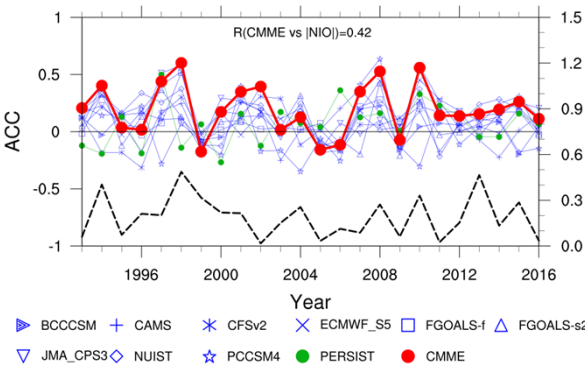 R(CMME vs |NIO|)=0.42
1
0.5
0
-0.5
-1
ACC
1.5
1.2
0.9
0.6
0.3
0.0
1996 2000 2004 2008 2012 2016
Year
BCCCSM CAMS CFSv2 ECMWF_S5 FGOALS-f FGOALS-s2
JMA_CPS3 NUIST PCCSM4 PERSIST CMME